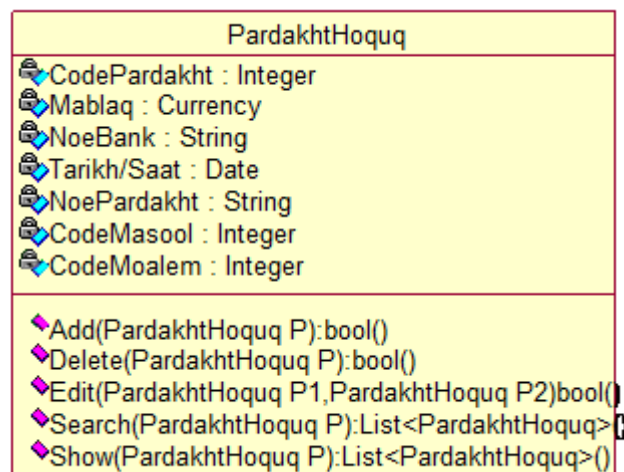 PardakhtHoquq
CodePardakht : Integer
Mablaq : Currency
NoeBank : String
Tarikh/Saat : Date
NoePardakht : String
CodeMasool : Integer
CodeMoalem : Integer
Add(PardakhtHoquq P):bool()
Delete(PardakhtHoquq P):bool()
Edit(PardakhtHoquq P1,PardakhtHoquq P2)bool()
Search(PardakhtHoquq P):List<PardakhtHoquq>()
Show(PardakhtHoquq P):List<PardakhtHoquq>()